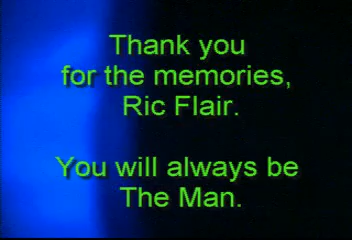 Thank you
for the memories,
Ric Flair.
You will always be
The Man.